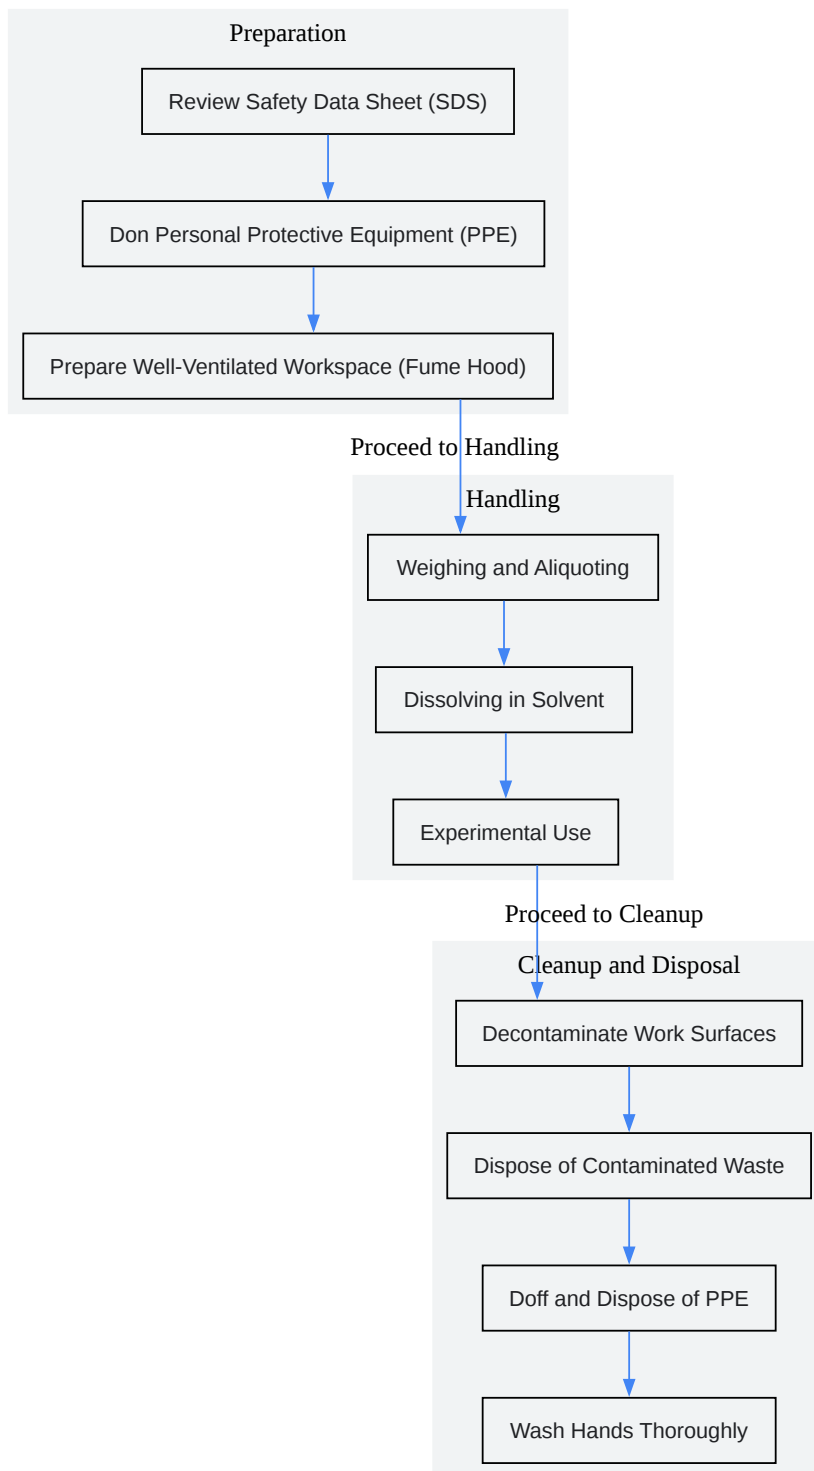 Preparation
Review Safety Data Sheet (SDS)
Don Personal Protective Equipment (PPE)
Prepare Well-Ventilated Workspace (Fume Hood)
Proceed to Handling
Handling
Weighing and Aliquoting
Dissolving in Solvent
Experimental Use
Proceed to Cleanup
Cleanup and Disposal
Decontaminate Work Surfaces
Dispose of Contaminated Waste
Doff and Dispose of PPE
Wash Hands Thoroughly